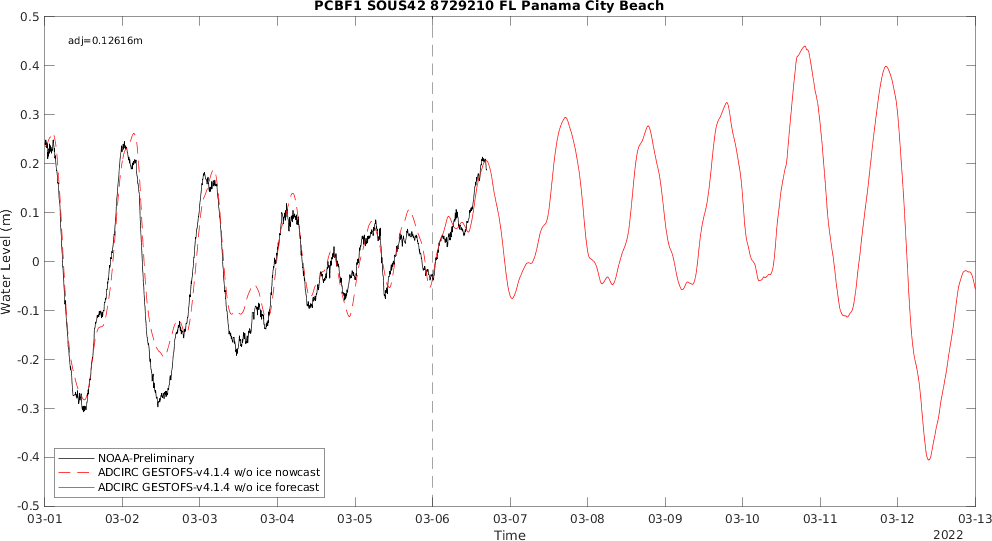 PCBF1 SOUS42 8729210 FL Panama City Beach
adj=0.12616m
Water Level (m)
0.5
0.4
0.3
0.2
0.1
0
-0.1
-0.2
-0.3
-0.4
-0.5
NOAA-Preliminary
ADCIRC GESTOFS-v4.1.4 w/o ice nowcast
ADCIRC GESTOFS-v4.1.4 w/o ice forecast
03-01 03-02 03-03 03-04 03-05 03-06 03-07 03-08 03-09 03-10 03-11 03-12 03-13
Time
2022